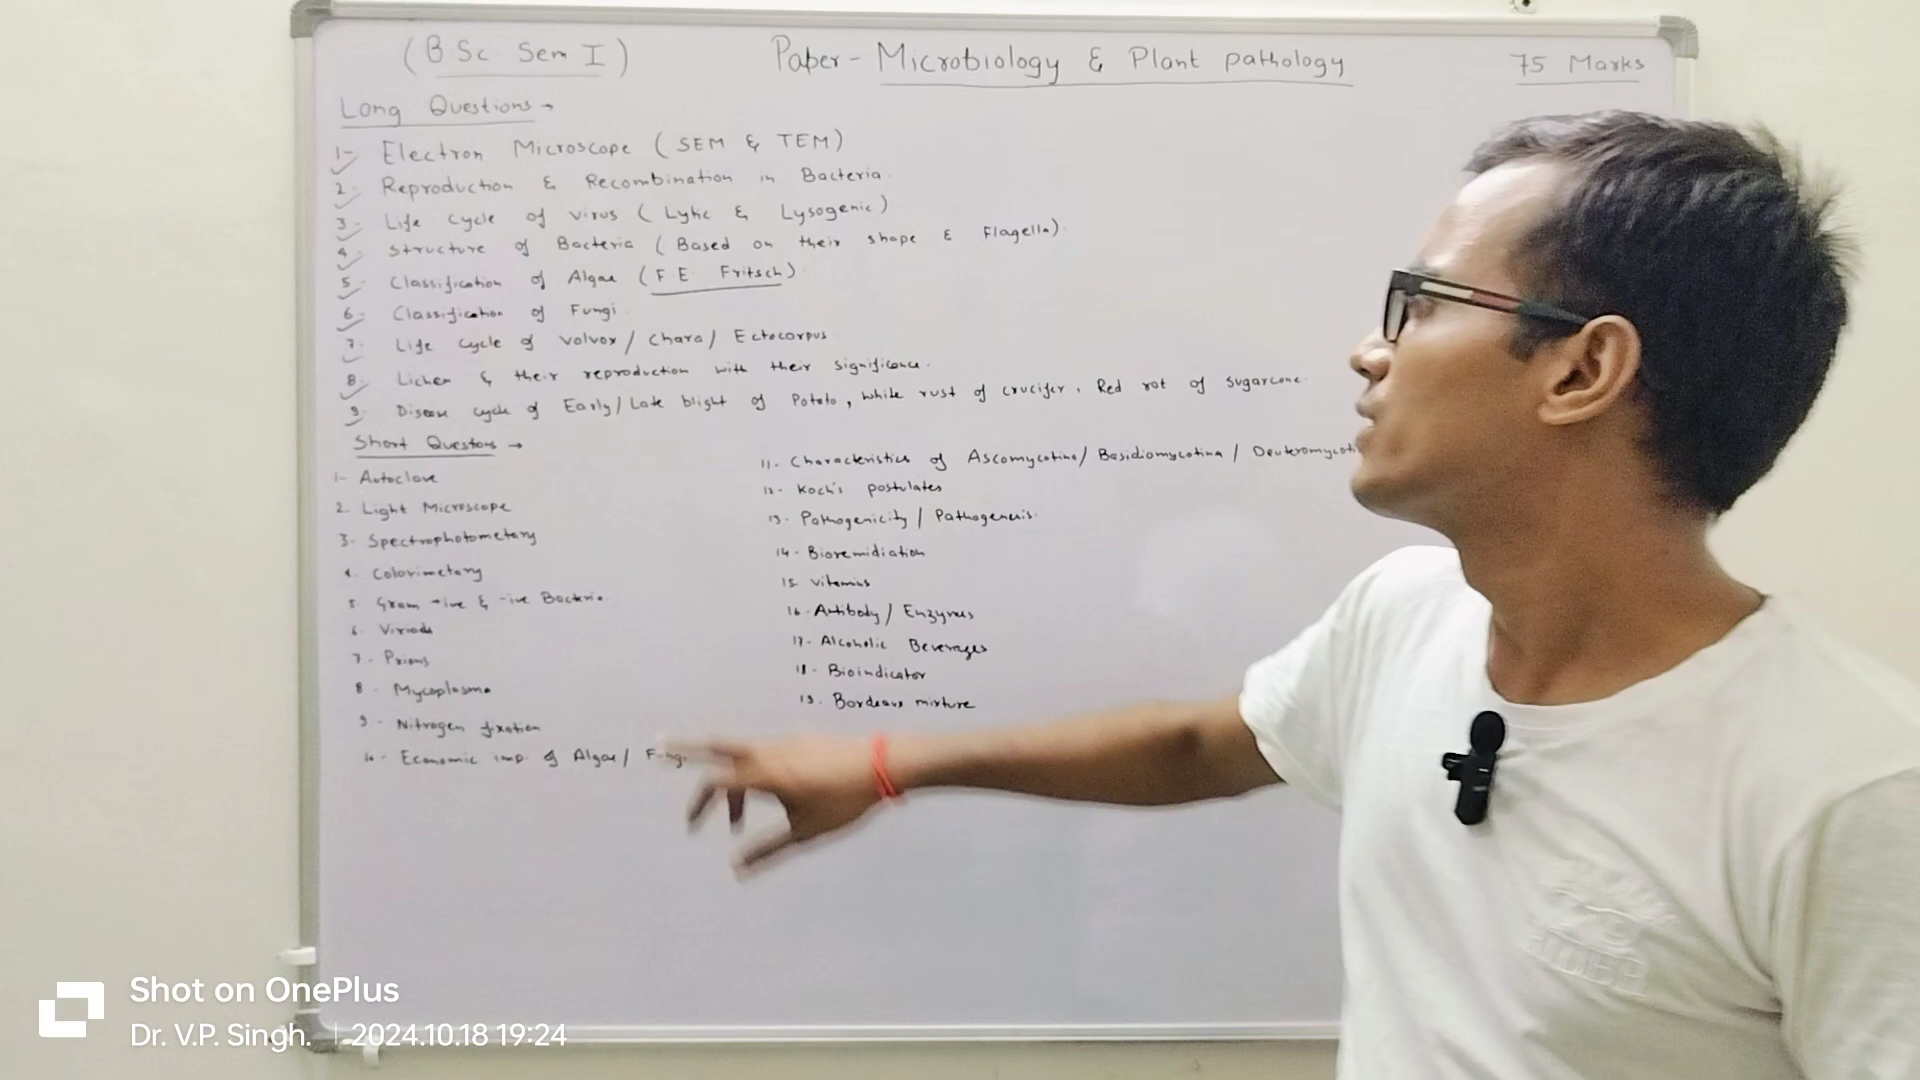 (B Sc Sem I) Paper - Microbiology & Plant pathology 75 Marks
Long Questions →
1- Electron Microscope (SEM & TEM)
2- Reproduction & Recombination in Bacteria
3- Life cycle of virus (Lytic & Lysogenic)
4- Structure of Bacteria (Based on their shape & Flagella).
5- Classification of Algae (F E Fritsch)
6- Classification of Fungi
7- Life cycle of Volvox / Chara / Ectocarpus
8- Lichen & their reproduction with their significance.
9- Disease cycle of Early/Late blight of Potato, white rust of crucifer, Red rot of sugarcane
Short Questions →
1- Autoclave
2. Light Microscope
3- Spectrophotometery
4. Colorimetary
5. Gram +ive & -ive Bacteria.
6. Viriods
7- Prions
8- Mycoplasma
9- Nitrogen fixation
10- Economic imp. of Algae / Fungi
11. Characteristics of Ascomycotina / Basidiomycotina /
12- Koch's postulates
13- Pathogenicity / Pathogenesis.
14- Bioremidiation
15 vitamins
16. Antibody / Enzymes
17- Alcoholic Beverages
18- Bioindicator
19. Bordeaux mixture
Shot on OnePlus
Dr. V.P. Singh. | 2024.10.18 19:24